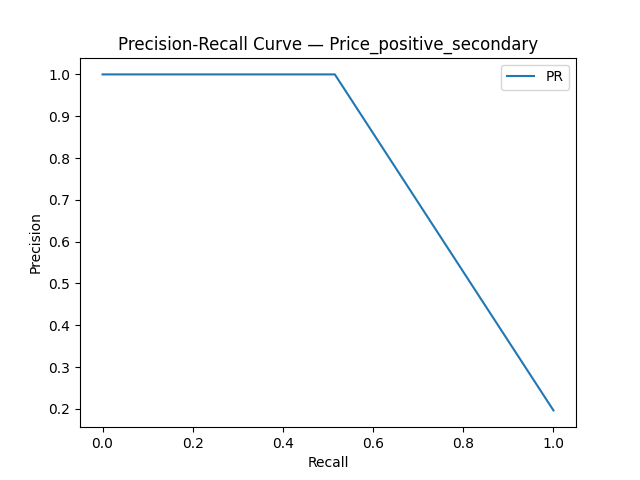 Precision-Recall Curve — Price_positive_secondary
PR
1.0
0.9
0.8
0.7
0.6
0.5
0.4
0.3
0.2
Precision
0.0 0.2 0.4 0.6 0.8 1.0
Recall